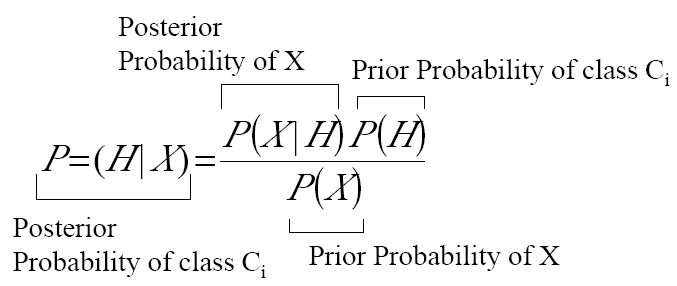 Posterior
Probability of X
Prior Probability of class Ci
P=(H|X)=
P(X|H)P(H)
P(X)
Posterior
Probability of class Ci
Prior Probability of X